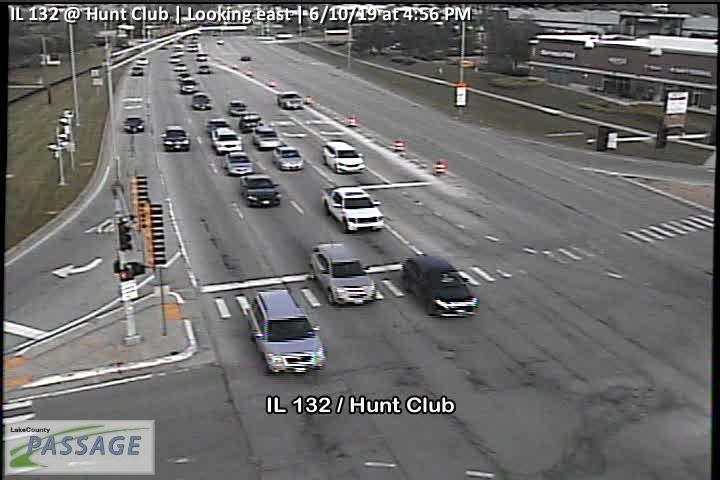 IL 132 @ Hunt Club | Looking east | 6/10/19 at 4:56 PM
IL 132 / Hunt Club
LakeCounty
PASSAGE